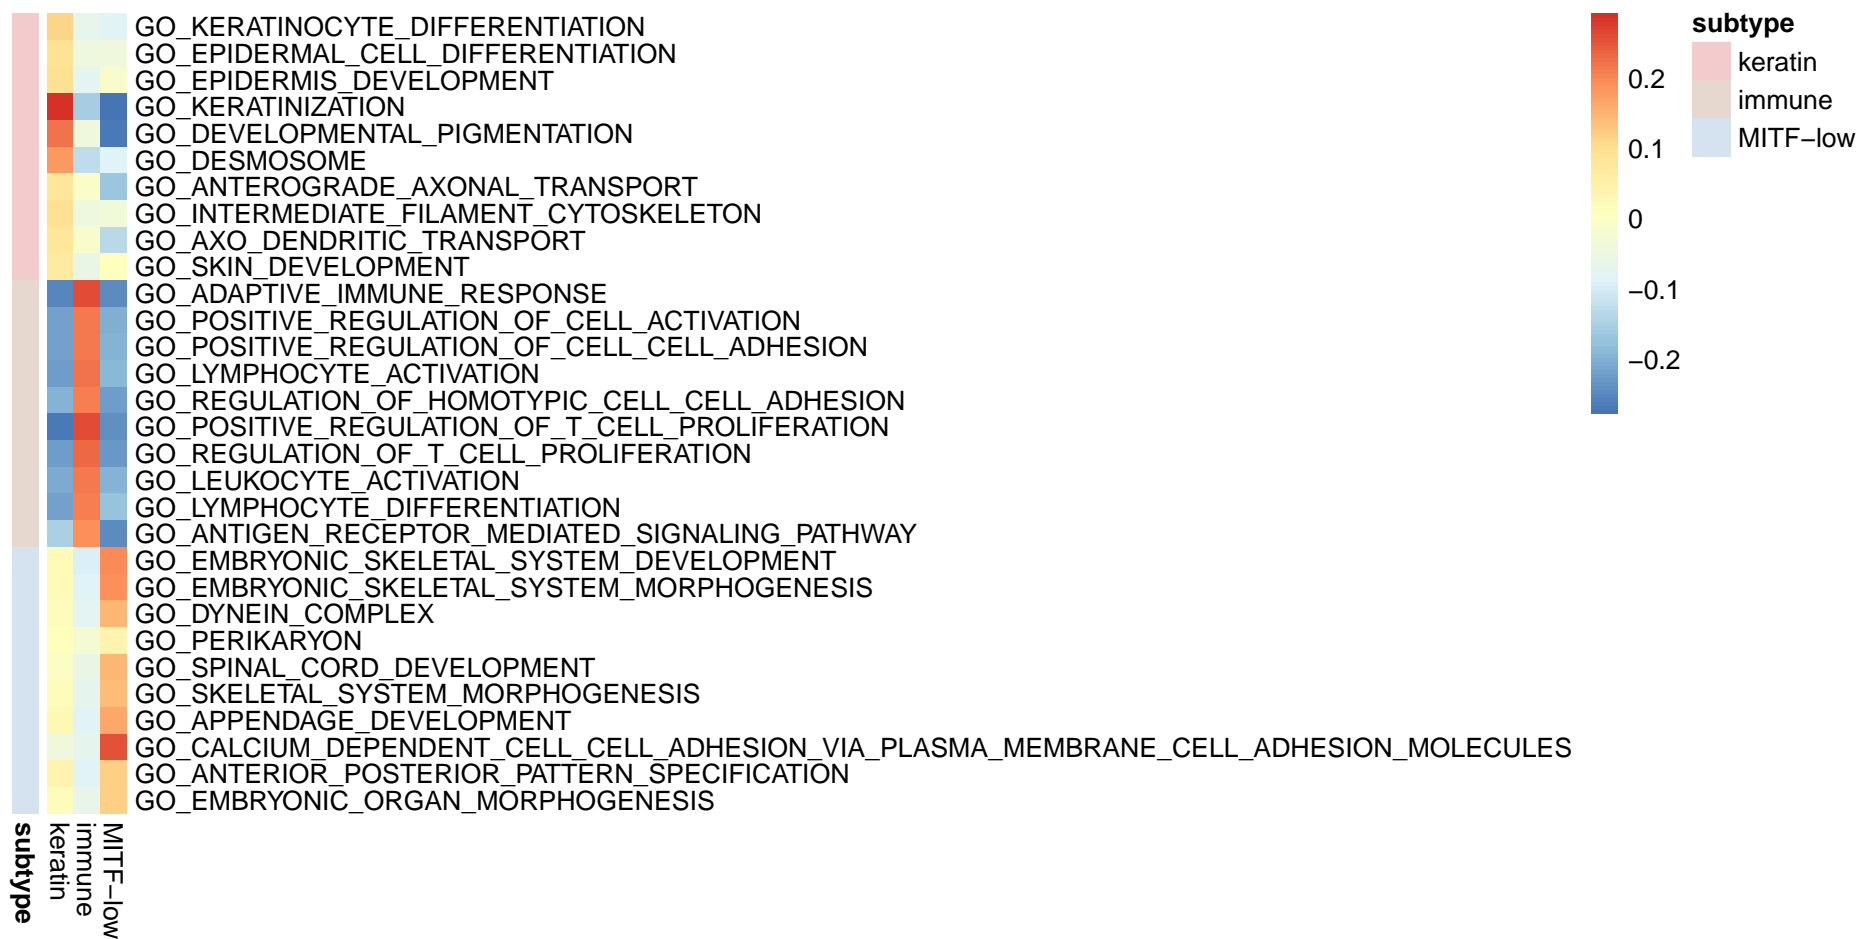 GO_KERATINOCYTE_DIFFERENTIATION
GO_EPIDERMAL_CELL_DIFFERENTIATION
GO_EPIDERMIS_DEVELOPMENT
GO_KERATINIZATION
GO_DEVELOPMENTAL_PIGMENTATION
GO_DESMOSOME
GO_ANTEROGRADE_AXONAL_TRANSPORT
GO_INTERMEDIATE_FILAMENT_CYTOSKELETON
GO_AXO_DENDRITIC_TRANSPORT
GO_SKIN_DEVELOPMENT
GO_ADAPTIVE_IMMUNE_RESPONSE
GO_POSITIVE_REGULATION_OF_CELL_ACTIVATION
GO_POSITIVE_REGULATION_OF_CELL_CELL_ADHESION
GO_LYMPHOCYTE_ACTIVATION
GO_REGULATION_OF_HOMOTYPIC_CELL_CELL_ADHESION
GO_POSITIVE_REGULATION_OF_T_CELL_PROLIFERATION
GO_REGULATION_OF_T_CELL_PROLIFERATION
GO_LEUKOCYTE_ACTIVATION
GO_LYMPHOCYTE_DIFFERENTIATION
GO_ANTIGEN_RECEPTOR_MEDIATED_SIGNALING_PATHWAY
GO_EMBRYONIC_SKELETAL_SYSTEM_DEVELOPMENT
GO_EMBRYONIC_SKELETAL_SYSTEM_MORPHOGENESIS
GO_DYNEIN_COMPLEX
GO_PERIKARYON
GO_SPINAL_CORD_DEVELOPMENT
GO_SKELETAL_SYSTEM_MORPHOGENESIS
GO_APPENDAGE_DEVELOPMENT
GO_CALCIUM_DEPENDENT_CELL_CELL_ADHESION_VIA_PLASMA_MEMBRANE_CELL_ADHESION_MOLECULES
GO_ANTERIOR_POSTERIOR_PATTERN_SPECIFICATION
GO_EMBRYONIC_ORGAN_MORPHOGENESIS
subtype
keratin
immune
MITF−low
0.2
0.1
0
−0.1
−0.2
subtype
keratin
immune
MITF−low